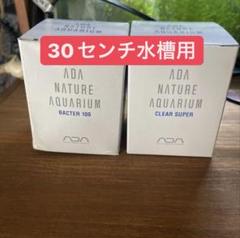 30センチ水槽用
ADA
NATURE
AQUARIUM
BACTER 100
ADA
ADA
NATURE
AQUARIUM
CLEAR SUPER
ADA